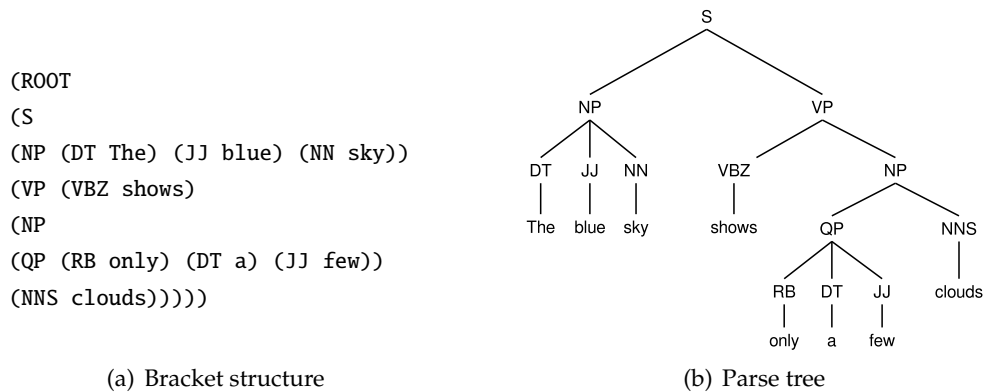 (ROOT
(S
(NP (DT The) (JJ blue) (NN sky))
(VP (VBZ shows)
(NP
(QP (RB only) (DT a) (JJ few))
(NNS clouds)))))
(a) Bracket structure
S
NP VP
DT JJ NN VBZ NP
The blue sky shows QP NNS
RB DT JJ clouds
only a few
(b) Parse tree